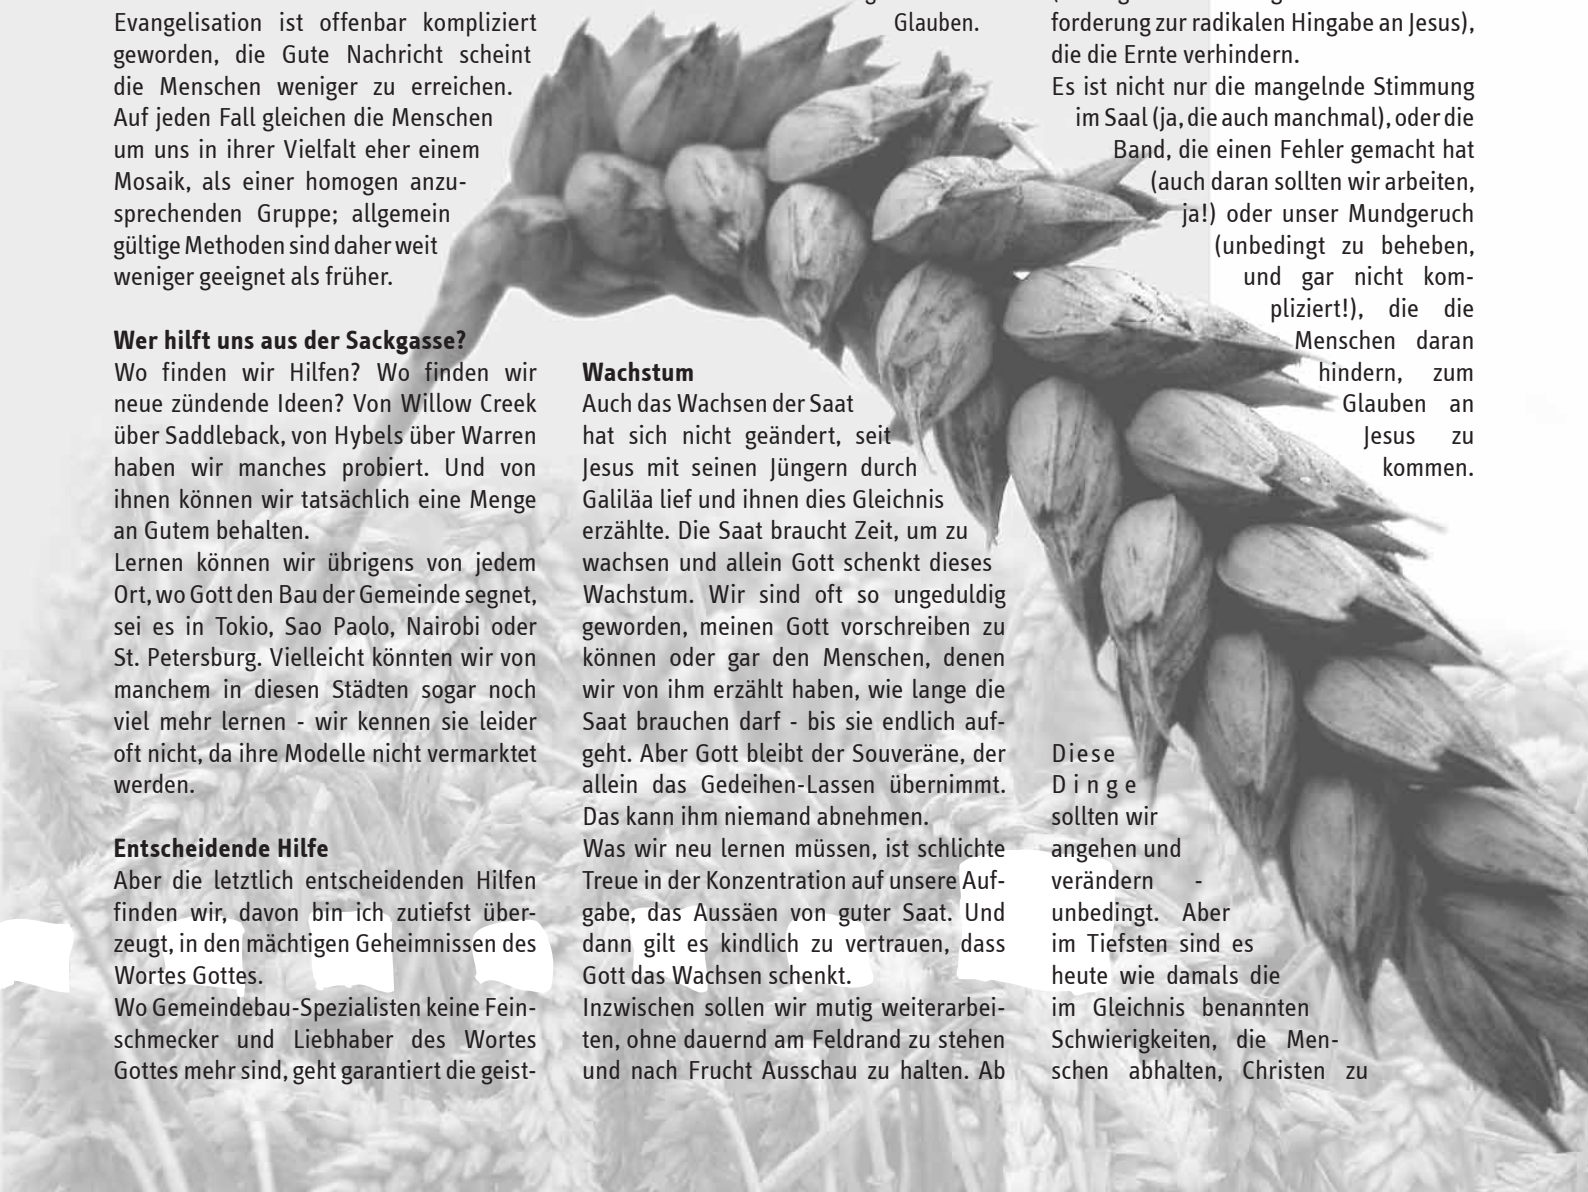 Evangelisation ist offenbar kompliziert
geworden, die Gute Nachricht scheint
die Menschen weniger zu erreichen.
Auf jeden Fall gleichen die Menschen
um uns in ihrer Vielfalt eher einem
Mosaik, als einer homogen anzu-
sprechenden Gruppe; allgemein
gültige Methoden sind daher weit
weniger geeignet als früher.
Wer hilft uns aus der Sackgasse?
Wo finden wir Hilfen? Wo finden wir
neue zündende Ideen? Von Willow Creek
über Saddleback, von Hybels über Warren
haben wir manches probiert. Und von
ihnen können wir tatsächlich eine Menge
an Gutem behalten.
Lernen können wir übrigens von jedem
Ort, wo Gott den Bau der Gemeinde segnet,
sei es in Tokio, Sao Paolo, Nairobi oder
St. Petersburg. Vielleicht könnten wir von
manchem in diesen Städten sogar noch
viel mehr lernen - wir kennen sie leider
oft nicht, da ihre Modelle nicht vermarktet
werden.
Entscheidende Hilfe
Aber die letztlich entscheidenden Hilfen
finden wir, davon bin ich zutiefst über-
zeugt, in den mächtigen Geheimnissen des
Wortes Gottes.
Wo Gemeindebau-Spezialisten keine Fein-
schmecker und Liebhaber des Wortes
Gottes mehr sind, geht garantiert die geist-
Glauben.
Wachstum
Auch das Wachsen der Saat
hat sich nicht geändert, seit
Jesus mit seinen Jüngern durch
Galiläa lief und ihnen dies Gleichnis
erzählte. Die Saat braucht Zeit, um zu
wachsen und allein Gott schenkt dieses
Wachstum. Wir sind oft so ungeduldig
geworden, meinen Gott vorschreiben zu
können oder gar den Menschen, denen
wir von ihm erzählt haben, wie lange die
Saat brauchen darf - bis sie endlich auf-
geht. Aber Gott bleibt der Souveräne, der
allein das Gedeihen-Lassen übernimmt.
Das kann ihm niemand abnehmen.
Was wir neu lernen müssen, ist schlichte
Treue in der Konzentration auf unsere Auf-
gabe, das Aussäen von guter Saat. Und
dann gilt es kindlich zu vertrauen, dass
Gott das Wachsen schenkt.
Inzwischen sollen wir mutig weiterarbei-
ten, ohne dauernd am Feldrand zu stehen
und nach Frucht Ausschau zu halten. Ab
forderung zur radikalen Hingabe an Jesus),
die die Ernte verhindern.
Es ist nicht nur die mangelnde Stimmung
im Saal (ja, die auch manchmal), oder die
Band, die einen Fehler gemacht hat
(auch daran sollten wir arbeiten,
ja!) oder unser Mundgeruch
(unbedingt zu beheben,
und gar nicht kom-
pliziert!), die die
Menschen daran
hindern, zum
Glauben an
Jesus zu
kommen.
Diese
Dinge
sollten wir
angehen und
verändern -
unbedingt. Aber
im Tiefsten sind es
heute wie damals die
im Gleichnis benannten
Schwierigkeiten, die Men-
schen abhalten, Christen zu